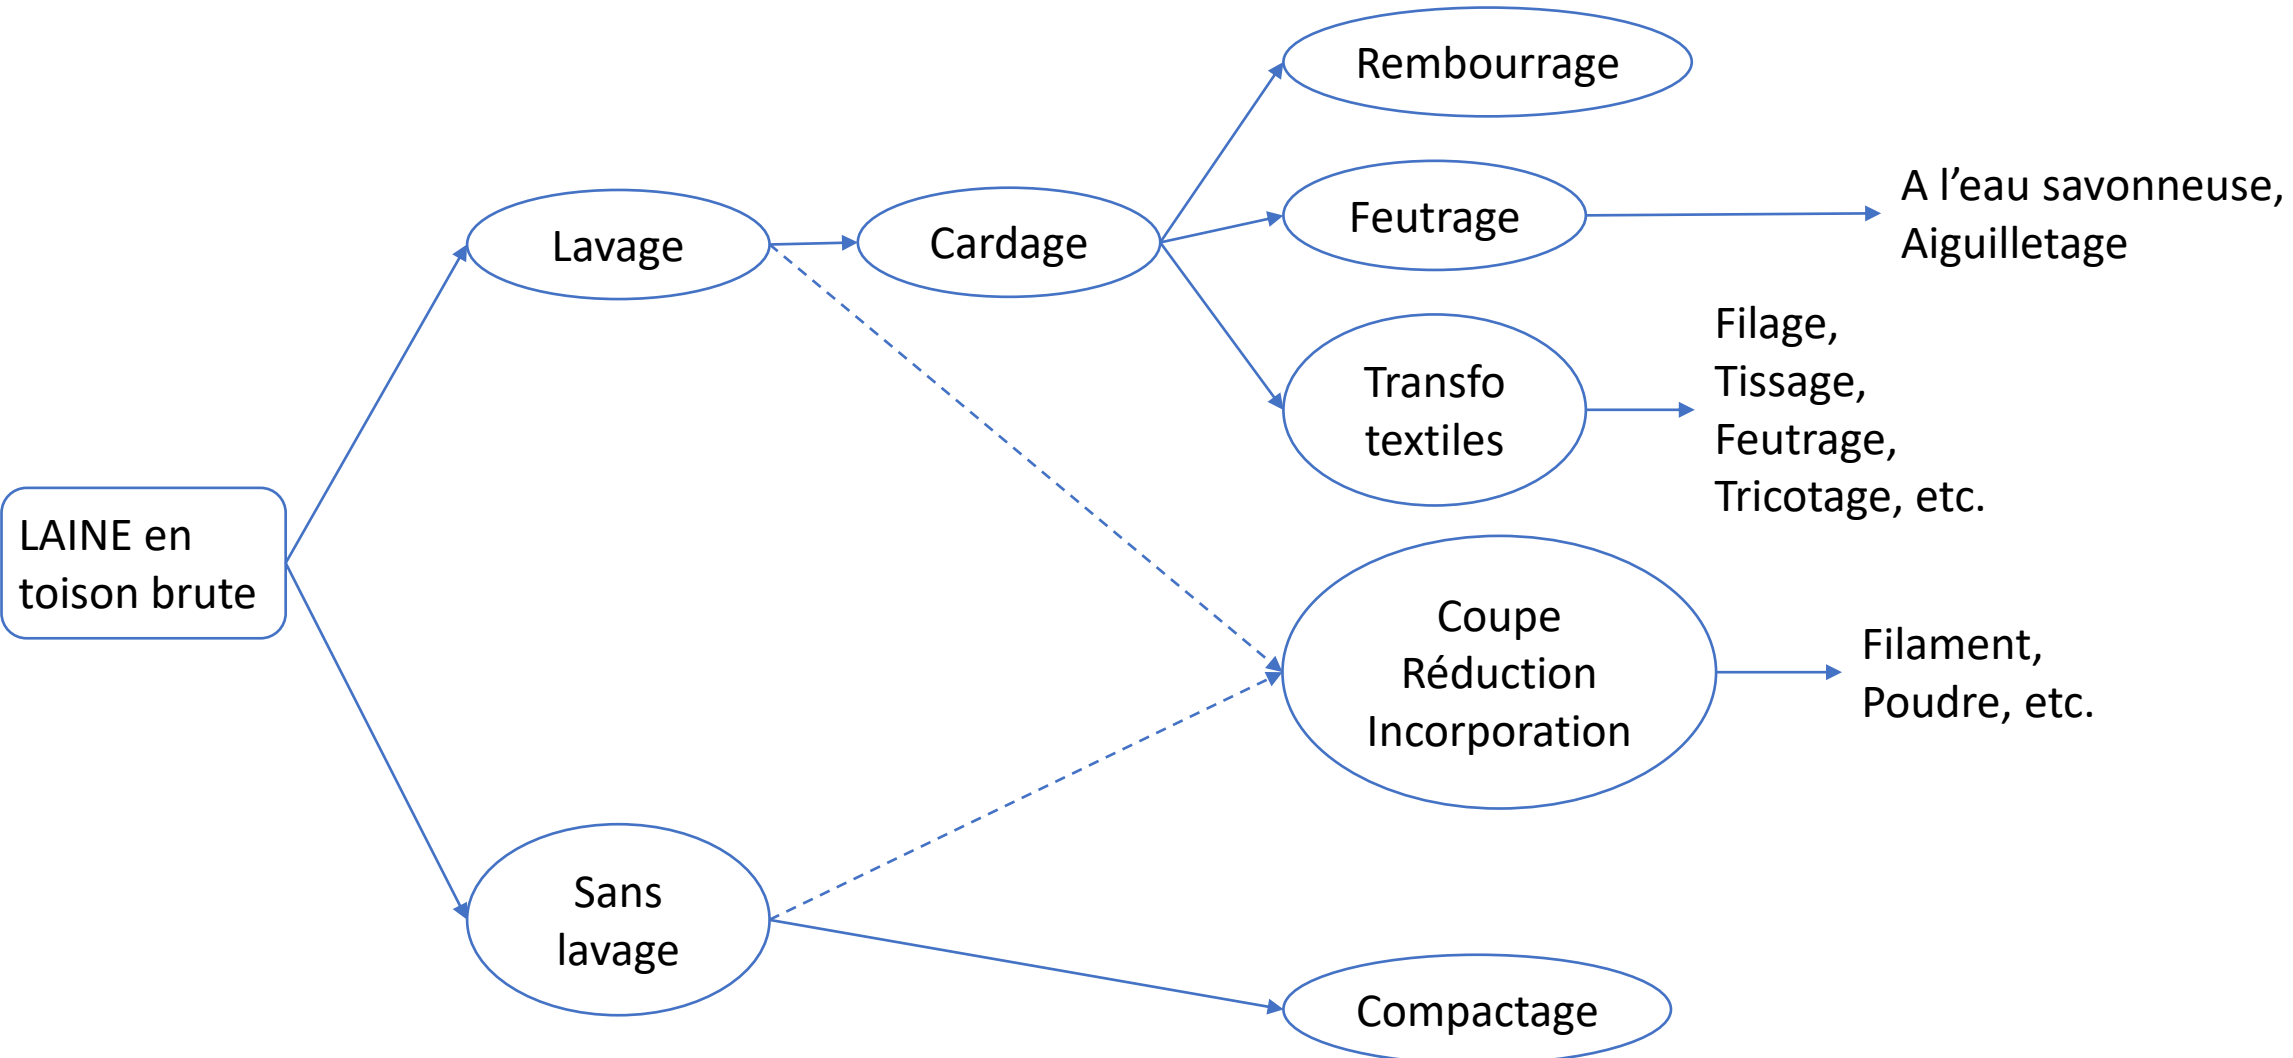 LAINE en
toison brute
Lavage
Cardage
Rembourrage
Feutrage
A l’eau savonneuse,
Aiguilletage
Transfo
textiles
Filage,
Tissage,
Feutrage,
Tricotage, etc.
Coupe
Réduction
Incorporation
Filament,
Poudre, etc.
Sans
lavage
Compactage